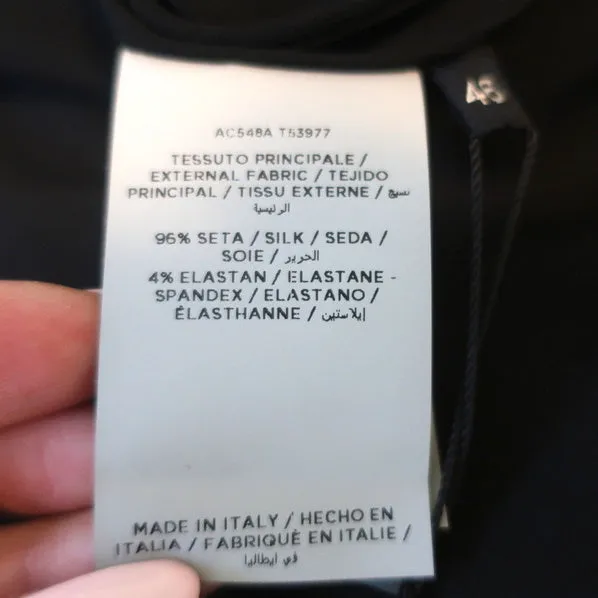 48
AC548A T53977
TESSUTO PRINCIPALE /
EXTERNAL FABRIC / TEJIDO
PRINCIPAL / TISSU EXTERNE / نسيج
الرئيسية
96% SETA / SILK / SEDA /
SOIE / الحرير
4% ELASTAN / ELASTANE -
SPANDEX / ELASTANO /
ÉLASTHANNE / إيلاستين
MADE IN ITALY / HECHO EN
ITALIA / FABRIQUÉ EN ITALIE /
في ايطاليا